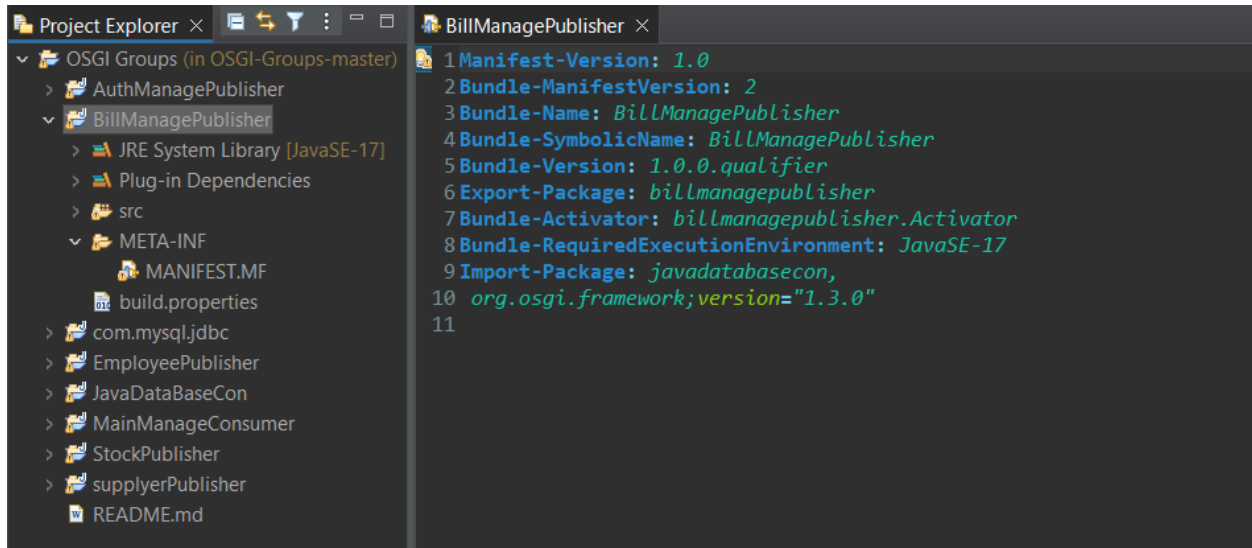 Project Explorer
OSGI Groups (in OSGI-Groups-master)
AuthManagePublisher
BillManagePublisher
JRE System Library [JavaSE-17]
Plug-in Dependencies
src
META-INF
MANIFEST.MF
build.properties
com.mysql.jdbc
EmployeePublisher
JavaDataBaseCon
MainManageConsumer
StockPublisher
supplyerPublisher
README.md
BillManagePublisher
1 Manifest-Version: 1.0
2 Bundle-ManifestVersion: 2
3 Bundle-Name: BillManagePublisher
4 Bundle-SymbolicName: BillManagePublisher
5 Bundle-Version: 1.0.0.qualifier
6 Export-Package: billmanagepublisher
7 Bundle-Activator: billmanagepublisher.Activator
8 Bundle-RequiredExecutionEnvironment: JavaSE-17
9 Import-Package: javadatabasecon,
10 org.osgi.framework;version="1.3.0"
11